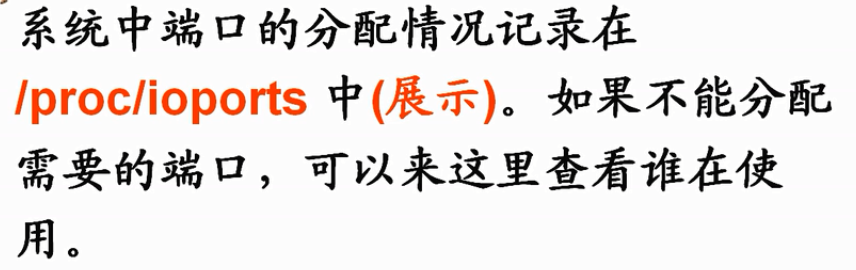 系统中端口的分配情况记录在
/proc/ioports 中(展示)。如果不能分配
需要的端口，可以来这里查看谁在使
用。